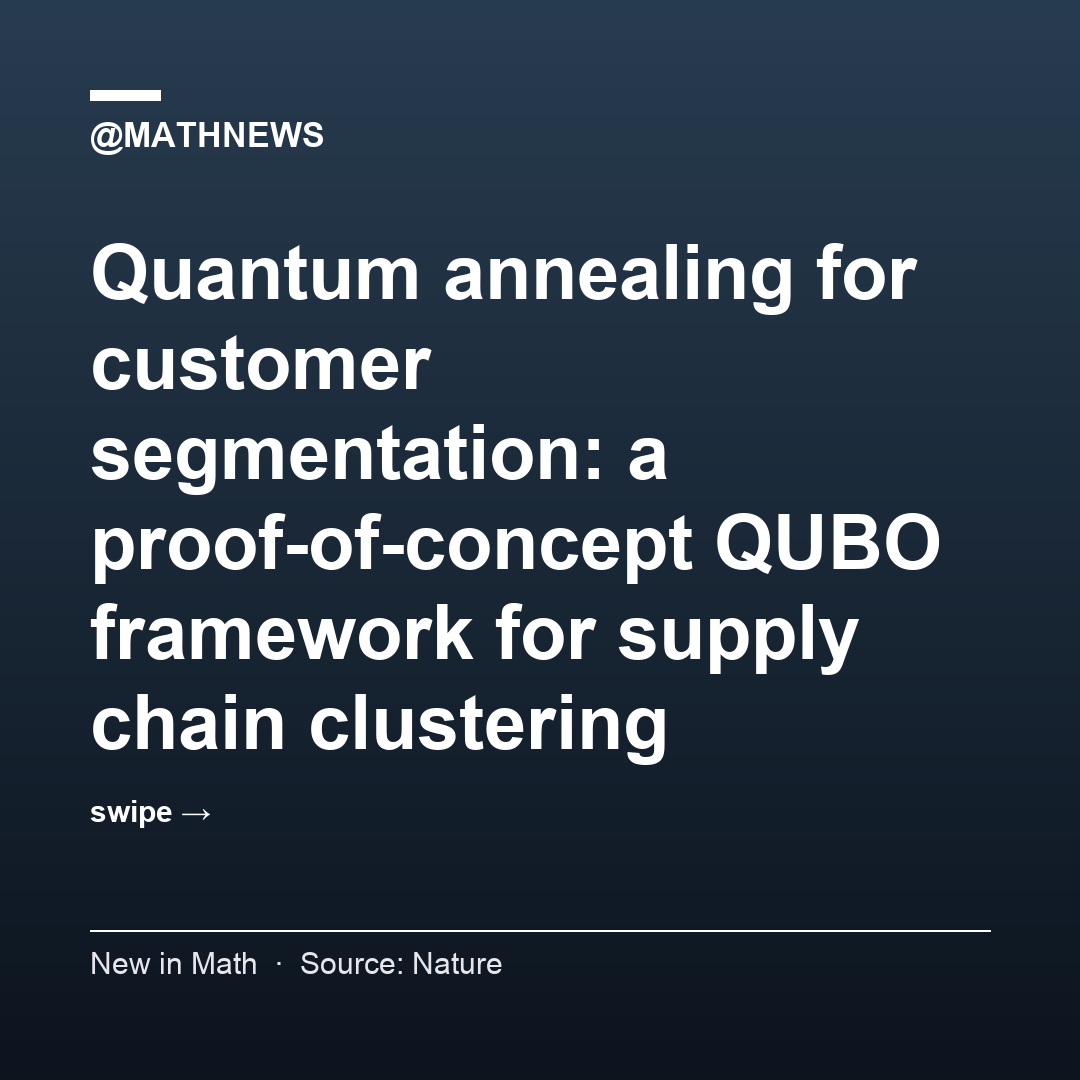 @MATHNEWS
Quantum annealing for
customer
segmentation: a
proof-of-concept QUBO
framework for supply
chain clustering
swipe →
New in Math · Source: Nature